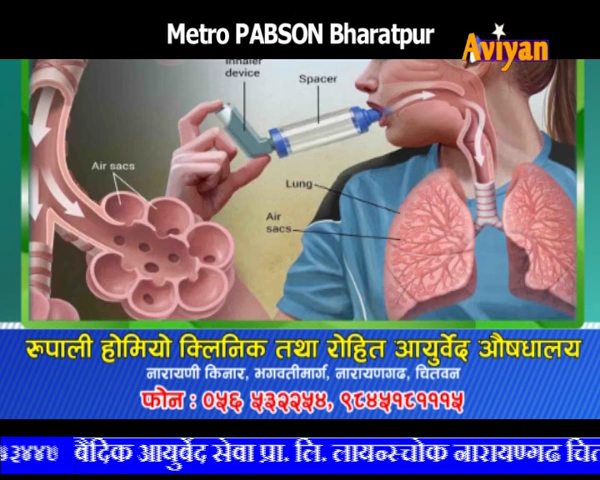 Metro PABSON Bharatpur
Aviyan
Inhaler
device
Spacer
Air sacs
Lung
Air
sacs
रुपाली होमियो क्लिनिक तथा रोहित आयुर्वेद औषधालय
नारायणी किनार, भगवतीमार्ग, नारायणगढ, चितवन
फोन : ०५६ ५३२२५४, ९८४५१८१११५
५३४४७ वैदिक आयुर्वेद सेवा प्रा. लि. लायन्स्चोक नारायणगढ चित